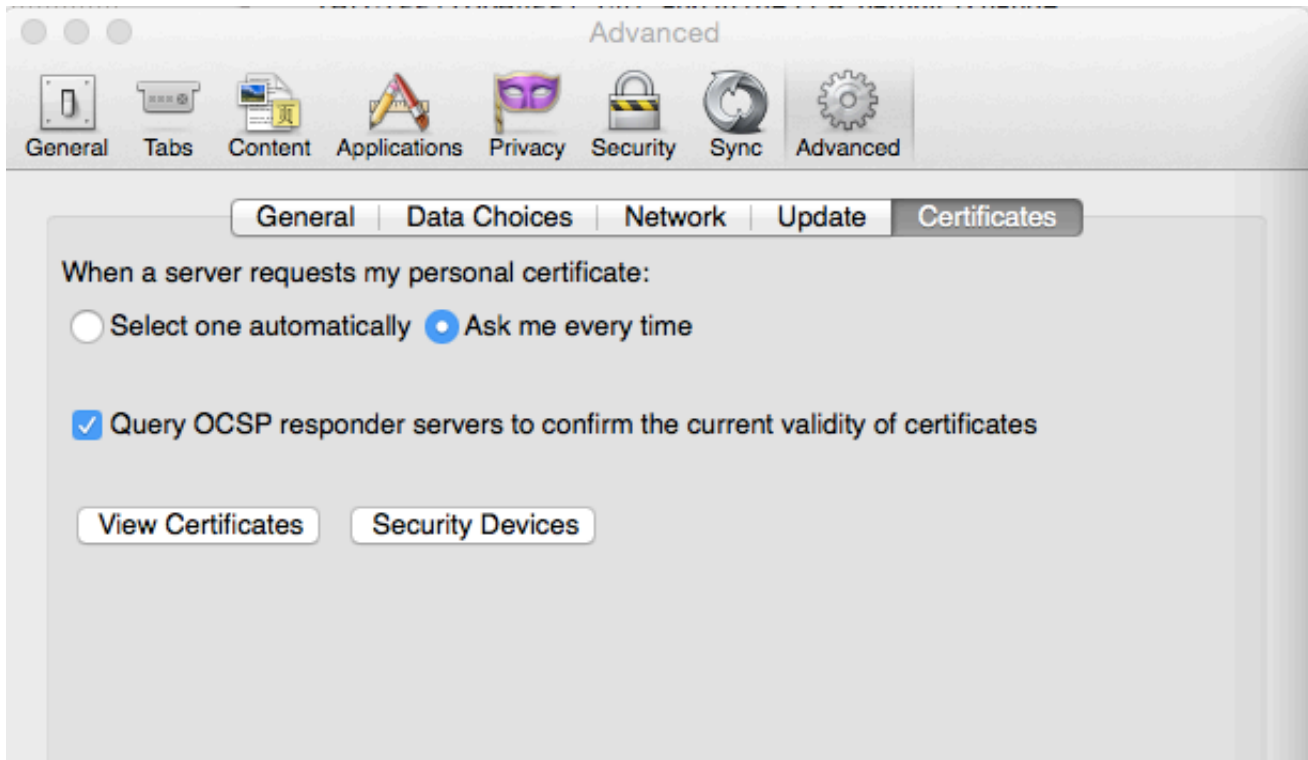 Advanced
页
General Tabs Content Applications Privacy Security Sync Advanced
General Data Choices Network Update Certificates
When a server requests my personal certificate:
Select one automatically Ask me every time
Query OCSP responder servers to confirm the current validity of certificates
View Certificates Security Devices